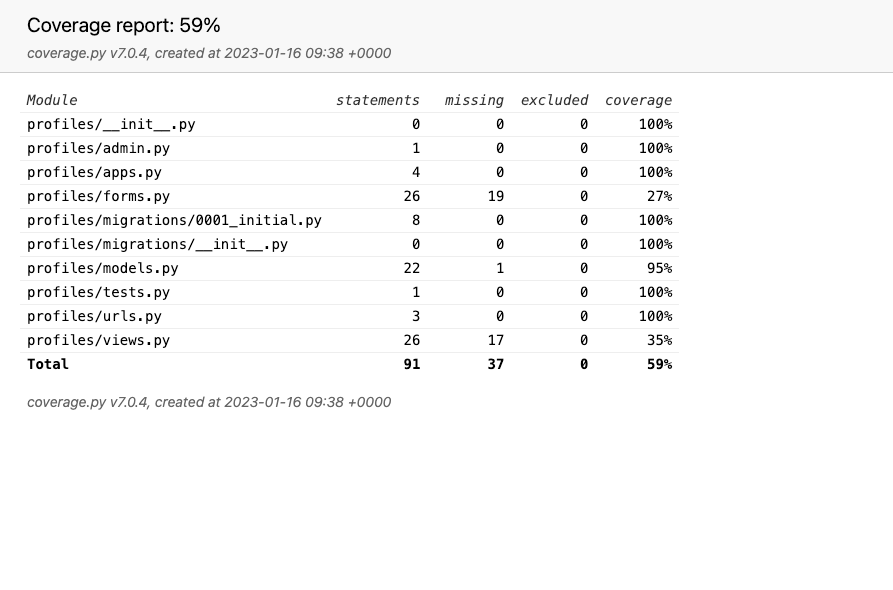 Coverage report: 59%
coverage.py v7.0.4, created at 2023-01-16 09:38 +0000
Module statements missing excluded coverage
profiles/__init__.py 0 0 0 100%
profiles/admin.py 1 0 0 100%
profiles/apps.py 4 0 0 100%
profiles/forms.py 26 19 0 27%
profiles/migrations/0001_initial.py 8 0 0 100%
profiles/migrations/__init__.py 0 0 0 100%
profiles/models.py 22 1 0 95%
profiles/tests.py 1 0 0 100%
profiles/urls.py 3 0 0 100%
profiles/views.py 26 17 0 35%
Total 91 37 0 59%
coverage.py v7.0.4, created at 2023-01-16 09:38 +0000